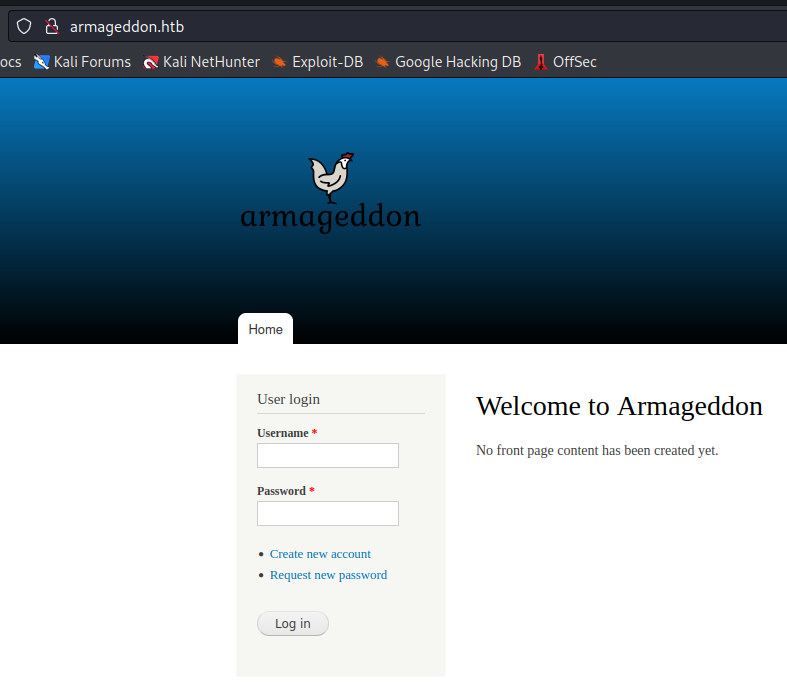 armageddon.htb
ocs Kali Forums Kali NetHunter Exploit-DB Google Hacking DB OffSec
armageddon
Home
User login
Username *
Password *
Create new account
Request new password
Log in
Welcome to Armageddon
No front page content has been created yet.